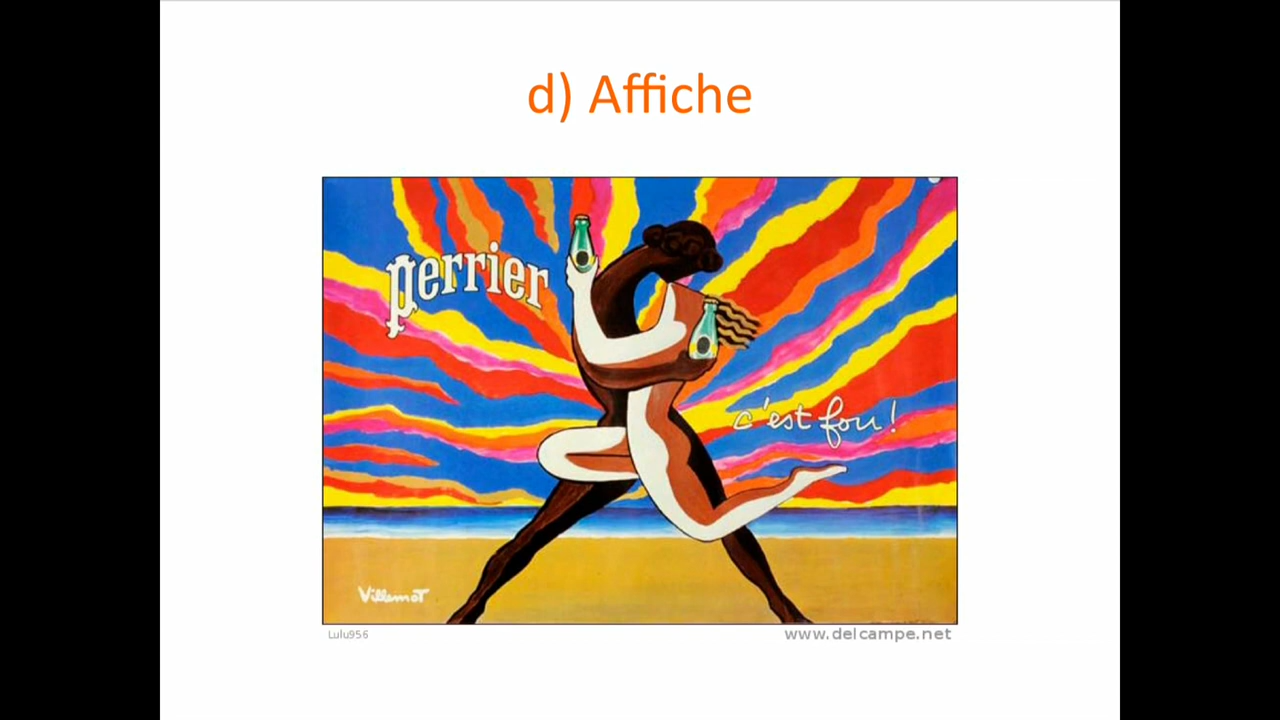 d) Affiche
perrier
c'est fou!
Villemot
Lulu956
www.delcampe.net